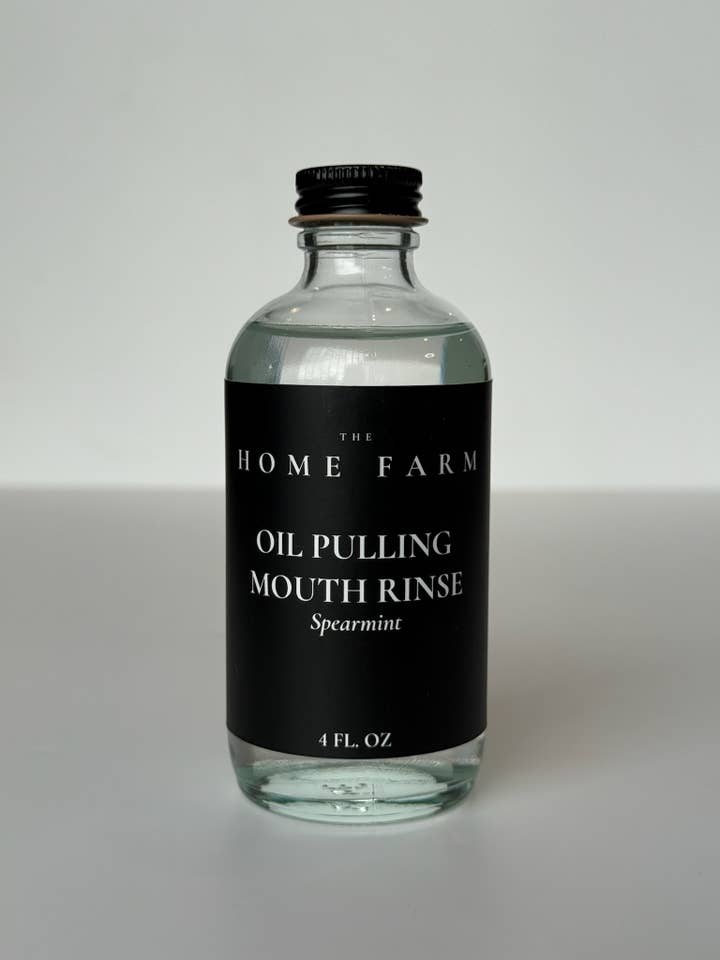 THE
HOME FARM
OIL PULLING
MOUTH RINSE
Spearmint
4 FL. OZ